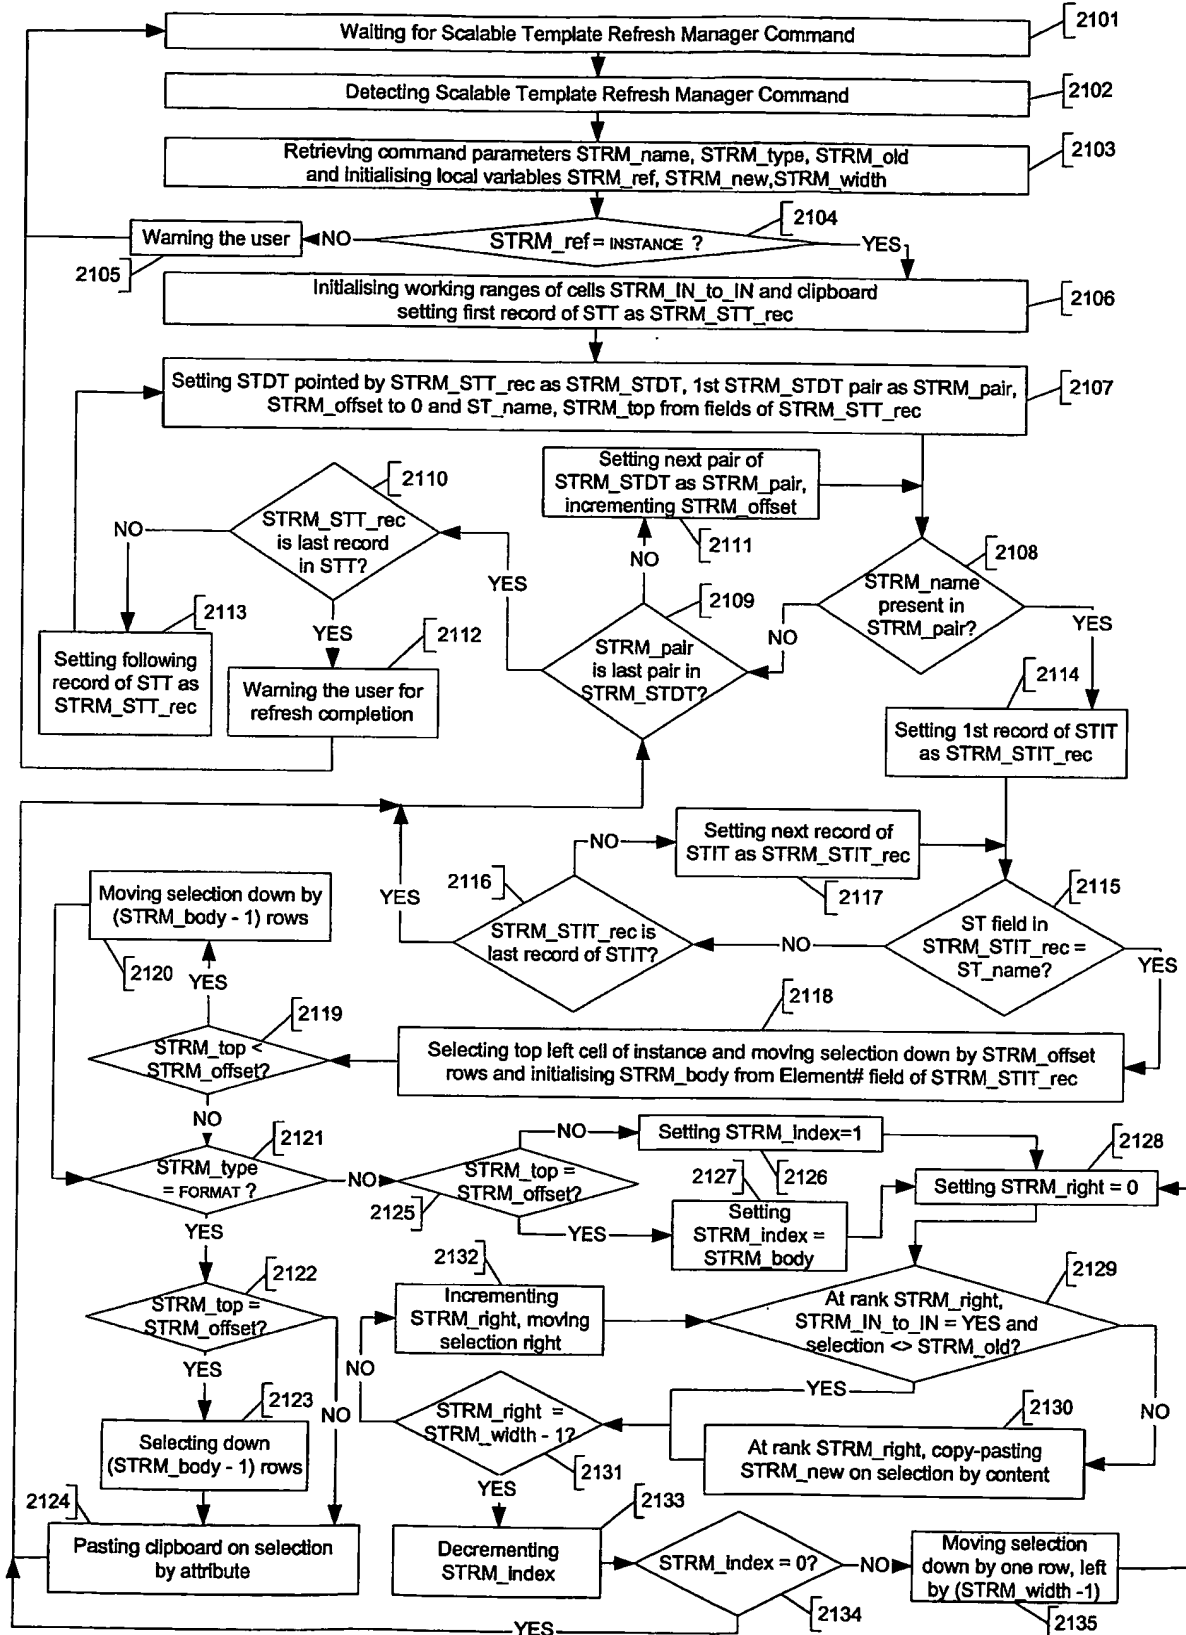 Waiting for Scalable Template Refresh Manager Command
2101
Detecting Scalable Template Refresh Manager Command
2102
Retrieving command parameters STRM_name, STRM_type, STRM_old
and initialising local variables STRM_ref, STRM_new,STRM_width
2103
2104
Warning the user
NO
STRM_ref = INSTANCE ?
YES
2105
Initialising working ranges of cells STRM_IN_to_IN and clipboard
setting first record of STT as STRM_STT_rec
2106
Setting STDT pointed by STRM_STT_rec as STRM_STDT, 1st STRM_STDT pair as STRM_pair,
STRM_offset to 0 and ST_name, STRM_top from fields of STRM_STT_rec
2107
2110
STRM_STT_rec
is last record
in STT?
NO
YES
Setting next pair of
STRM_STDT as STRM_pair,
incrementing STRM_offset
2111
NO
2108
STRM_name
present in
STRM_pair?
NO
YES
2109
STRM_pair
is last pair in
STRM_STDT?
YES
2113
Setting following
record of STT as
STRM_STT_rec
2112
Warning the user for
refresh completion
2114
Setting 1st record of STIT
as STRM_STIT_rec
NO
Setting next record of
STIT as STRM_STIT_rec
2117
2116
YES
STRM_STIT_rec is
last record of STIT?
NO
2115
ST field in
STRM_STIT_rec =
ST_name?
YES
Moving selection down by
(STRM_body - 1) rows
2120
YES
2118
Selecting top left cell of instance and moving selection down by STRM_offset
rows and initialising STRM_body from Element# field of STRM_STIT_rec
2119
STRM_top <
STRM_offset?
NO
2121
STRM_type
= FORMAT ?
NO
YES
2125
STRM_top =
STRM_offset?
NO
YES
Setting STRM_index=1
2126
2127
Setting
STRM_index =
STRM_body
2128
Setting STRM_right = 0
2122
STRM_top =
STRM_offset?
YES
NO
2132
Incrementing
STRM_right, moving
selection right
NO
2129
At rank STRM_right,
STRM_IN_to_IN = YES and
selection <> STRM_old?
YES
NO
2123
Selecting down
(STRM_body - 1) rows
STRM_right =
STRM_width - 1?
2131
YES
2130
At rank STRM_right, copy-pasting
STRM_new on selection by content
2124
Pasting clipboard on selection
by attribute
2133
Decrementing
STRM_index
STRM_index = 0?
2134
NO
YES
Moving selection
down by one row, left
by (STRM_width -1)
2135